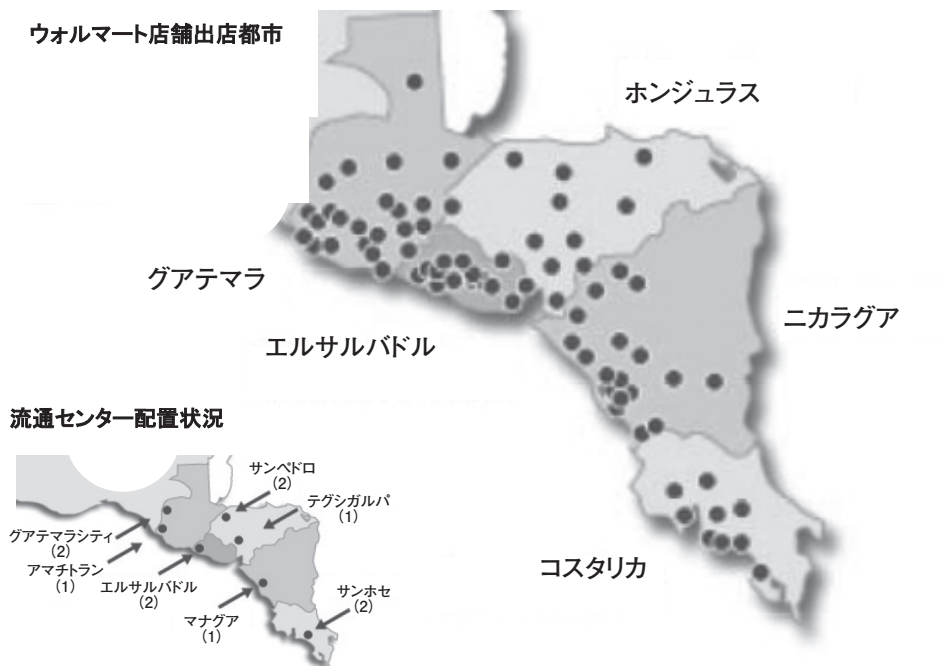 ウォルマート店舗出店都市
ホンジュラス
グアテマラ
ニカラグア
エルサルバドル
流通センター配置状況
サンペドロ
(2)
テグシガルパ
(1)
グアテマラシティ
(2)
アマチトラン
(1)
エルサルバドル
(2)
マナグア
(1)
サンホセ
(2)
コスタリカ